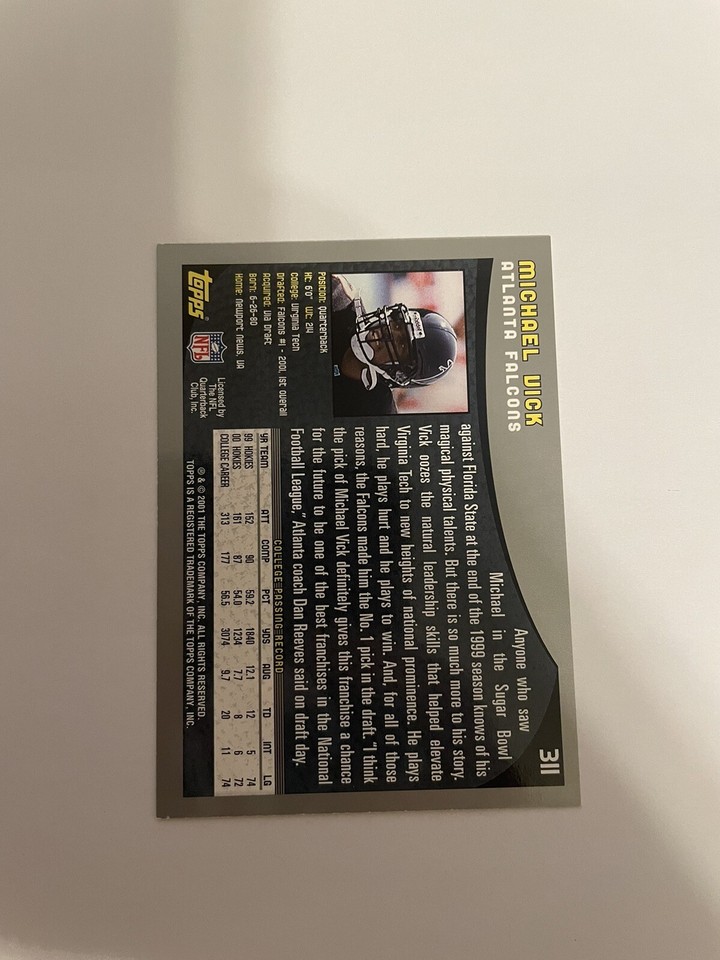 311
MICHAEL VICK
ATLANTA FALCONS
Anyone who saw
Michael in the Sugar Bowl
against Florida State at the end of the 1999 season knows of his
magical physical talents. But there is so much more to his story.
Vick oozes the natural leadership skills that helped elevate
Virginia Tech to new heights of national prominence. He plays
hard, he plays hurt and he plays to win. And, for all of those
reasons, the Falcons made him the No. 1 pick in the draft. "I think
the pick of Michael Vick definitely gives this franchise a chance
for the future to be one of the best franchises in the National
Football League," Atlanta coach Dan Reeves said on draft day.
Position: Quarterback
Ht: 6'0" Wt: 214
College: Virginia Tech
Drafted: Falcons #1 - 2001, 1st overall
Acquired: Via Draft
Born: 6-26-80
Home: Newport News, VA
COLLEGE PASSING RECORD
YR TEAM ATT COMP PCT YDS AVG TD INT LG
99 HOKIES 152 90 59.2 1840 12.1 12 5 74
00 HOKIES 161 87 54.0 1234 7.7 8 6 72
COLLEGE CAREER 313 177 56.5 3074 9.7 20 11 74
topps®
NFL
Licensed by
The NFL
Quarterback
Club, Inc.
® & © 2001 THE TOPPS COMPANY, INC. ALL RIGHTS RESERVED.
TOPPS IS A REGISTERED TRADEMARK OF THE TOPPS COMPANY, INC.